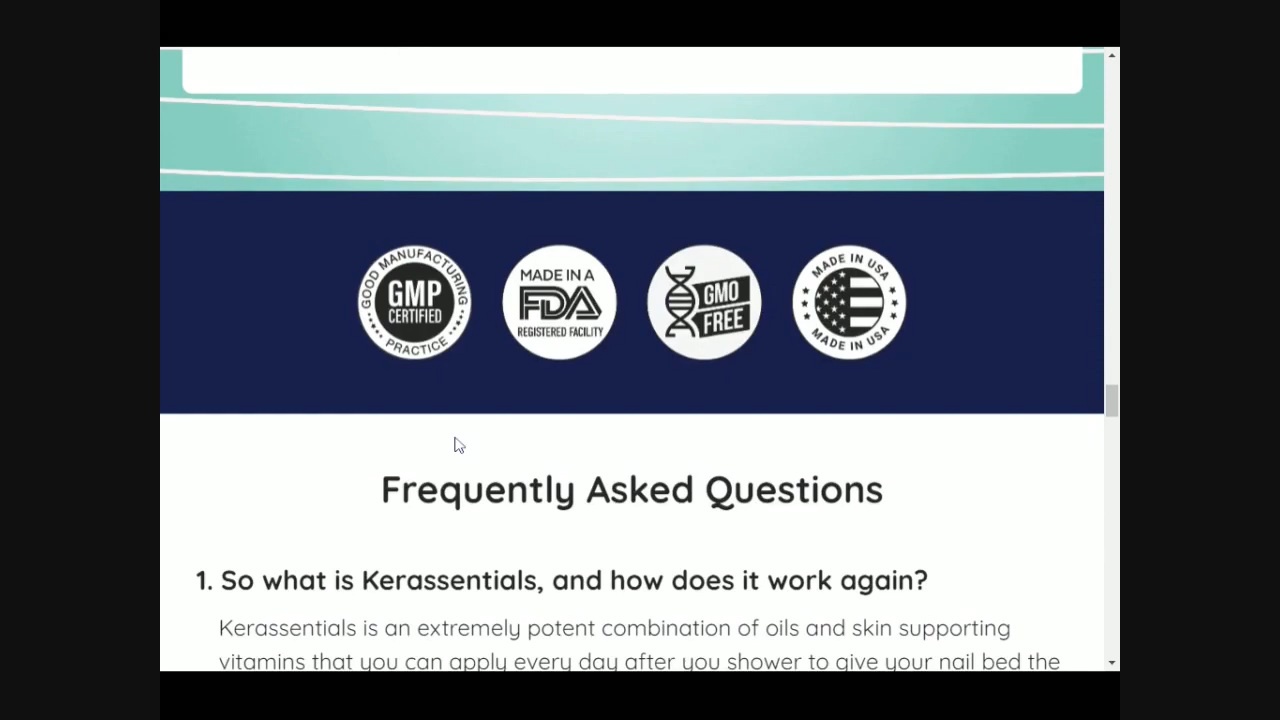 GOOD MANUFACTURING
GMP
CERTIFIED
PRACTICE
MADE IN A
FDA
REGISTERED FACILITY
GMO
FREE
MADE IN USA
MADE IN USA
Frequently Asked Questions
1. So what is Kerassentials, and how does it work again?
Kerassentials is an extremely potent combination of oils and skin supporting
vitamins that you can apply every day after you shower to give your nail bed the